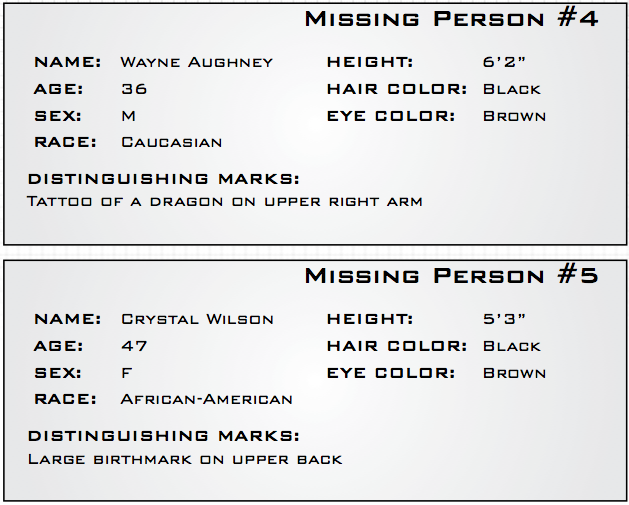 Missing Person #4
NAME: Wayne Aughney HEIGHT: 6'2"
AGE: 36 HAIR COLOR: Black
SEX: M EYE COLOR: Brown
RACE: Caucasian
DISTINGUISHING MARKS:
Tattoo of a dragon on upper right arm
Missing Person #5
NAME: Crystal Wilson HEIGHT: 5'3"
AGE: 47 HAIR COLOR: Black
SEX: F EYE COLOR: Brown
RACE: African-American
DISTINGUISHING MARKS:
Large birthmark on upper back